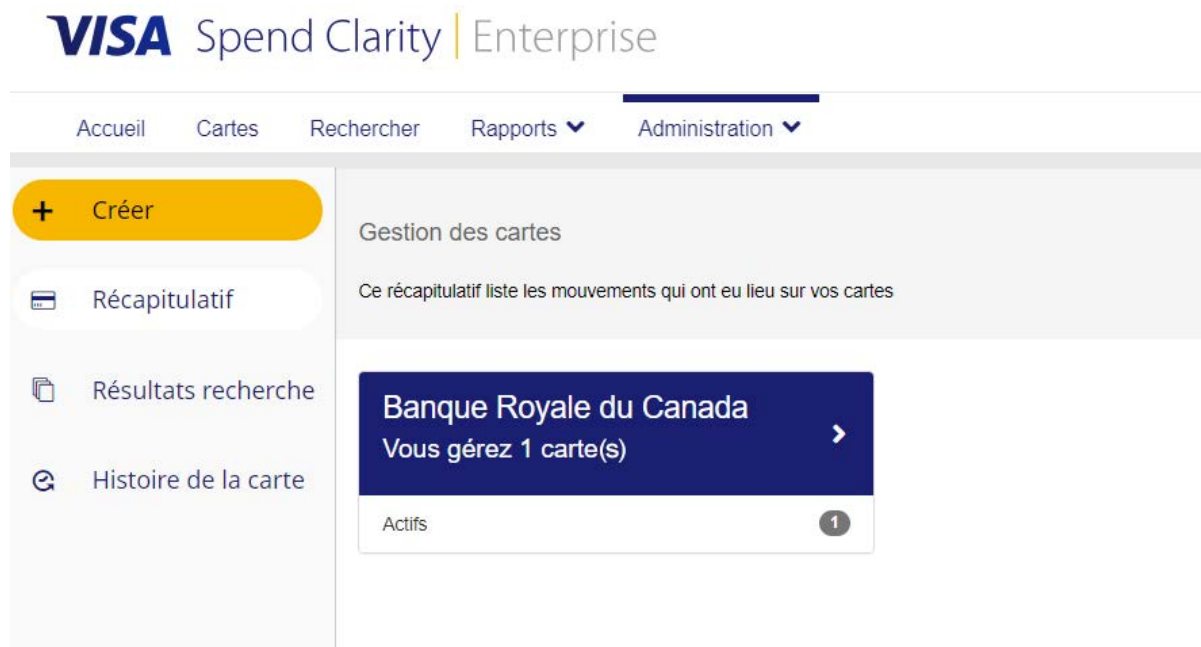 VISA Spend Clarity Enterprise
Accueil Cartes Rechercher Rapports Administration
Créer
Récapitulatif
Résultats recherche
Histoire de la carte
Gestion des cartes
Ce récapitulatif liste les mouvements qui ont eu lieu sur vos cartes
Banque Royale du Canada
Vous gérez 1 carte(s)
Actifs 1